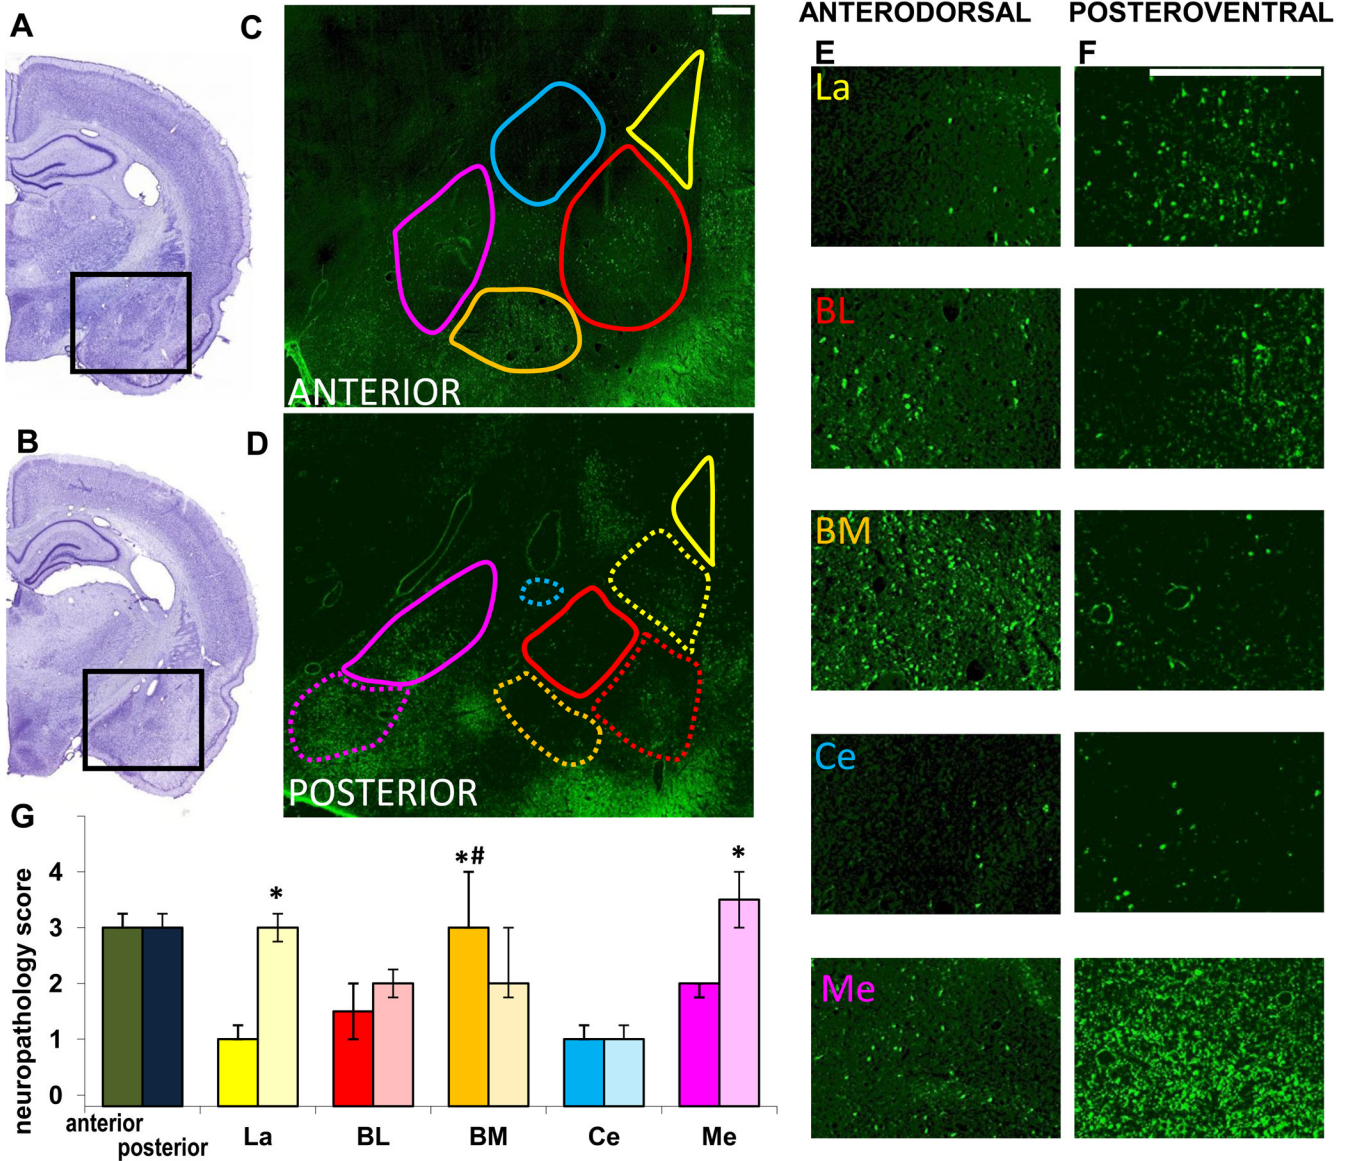 A
C
ANTERIOR
B
D
POSTERIOR
ANTERODORSAL POSTEROVENTRAL
E F
La
BL
BM
Ce
Me
G
neuropathology score
4
3
2
1
0
*
*#
*
anterior
posterior
La BL BM Ce Me